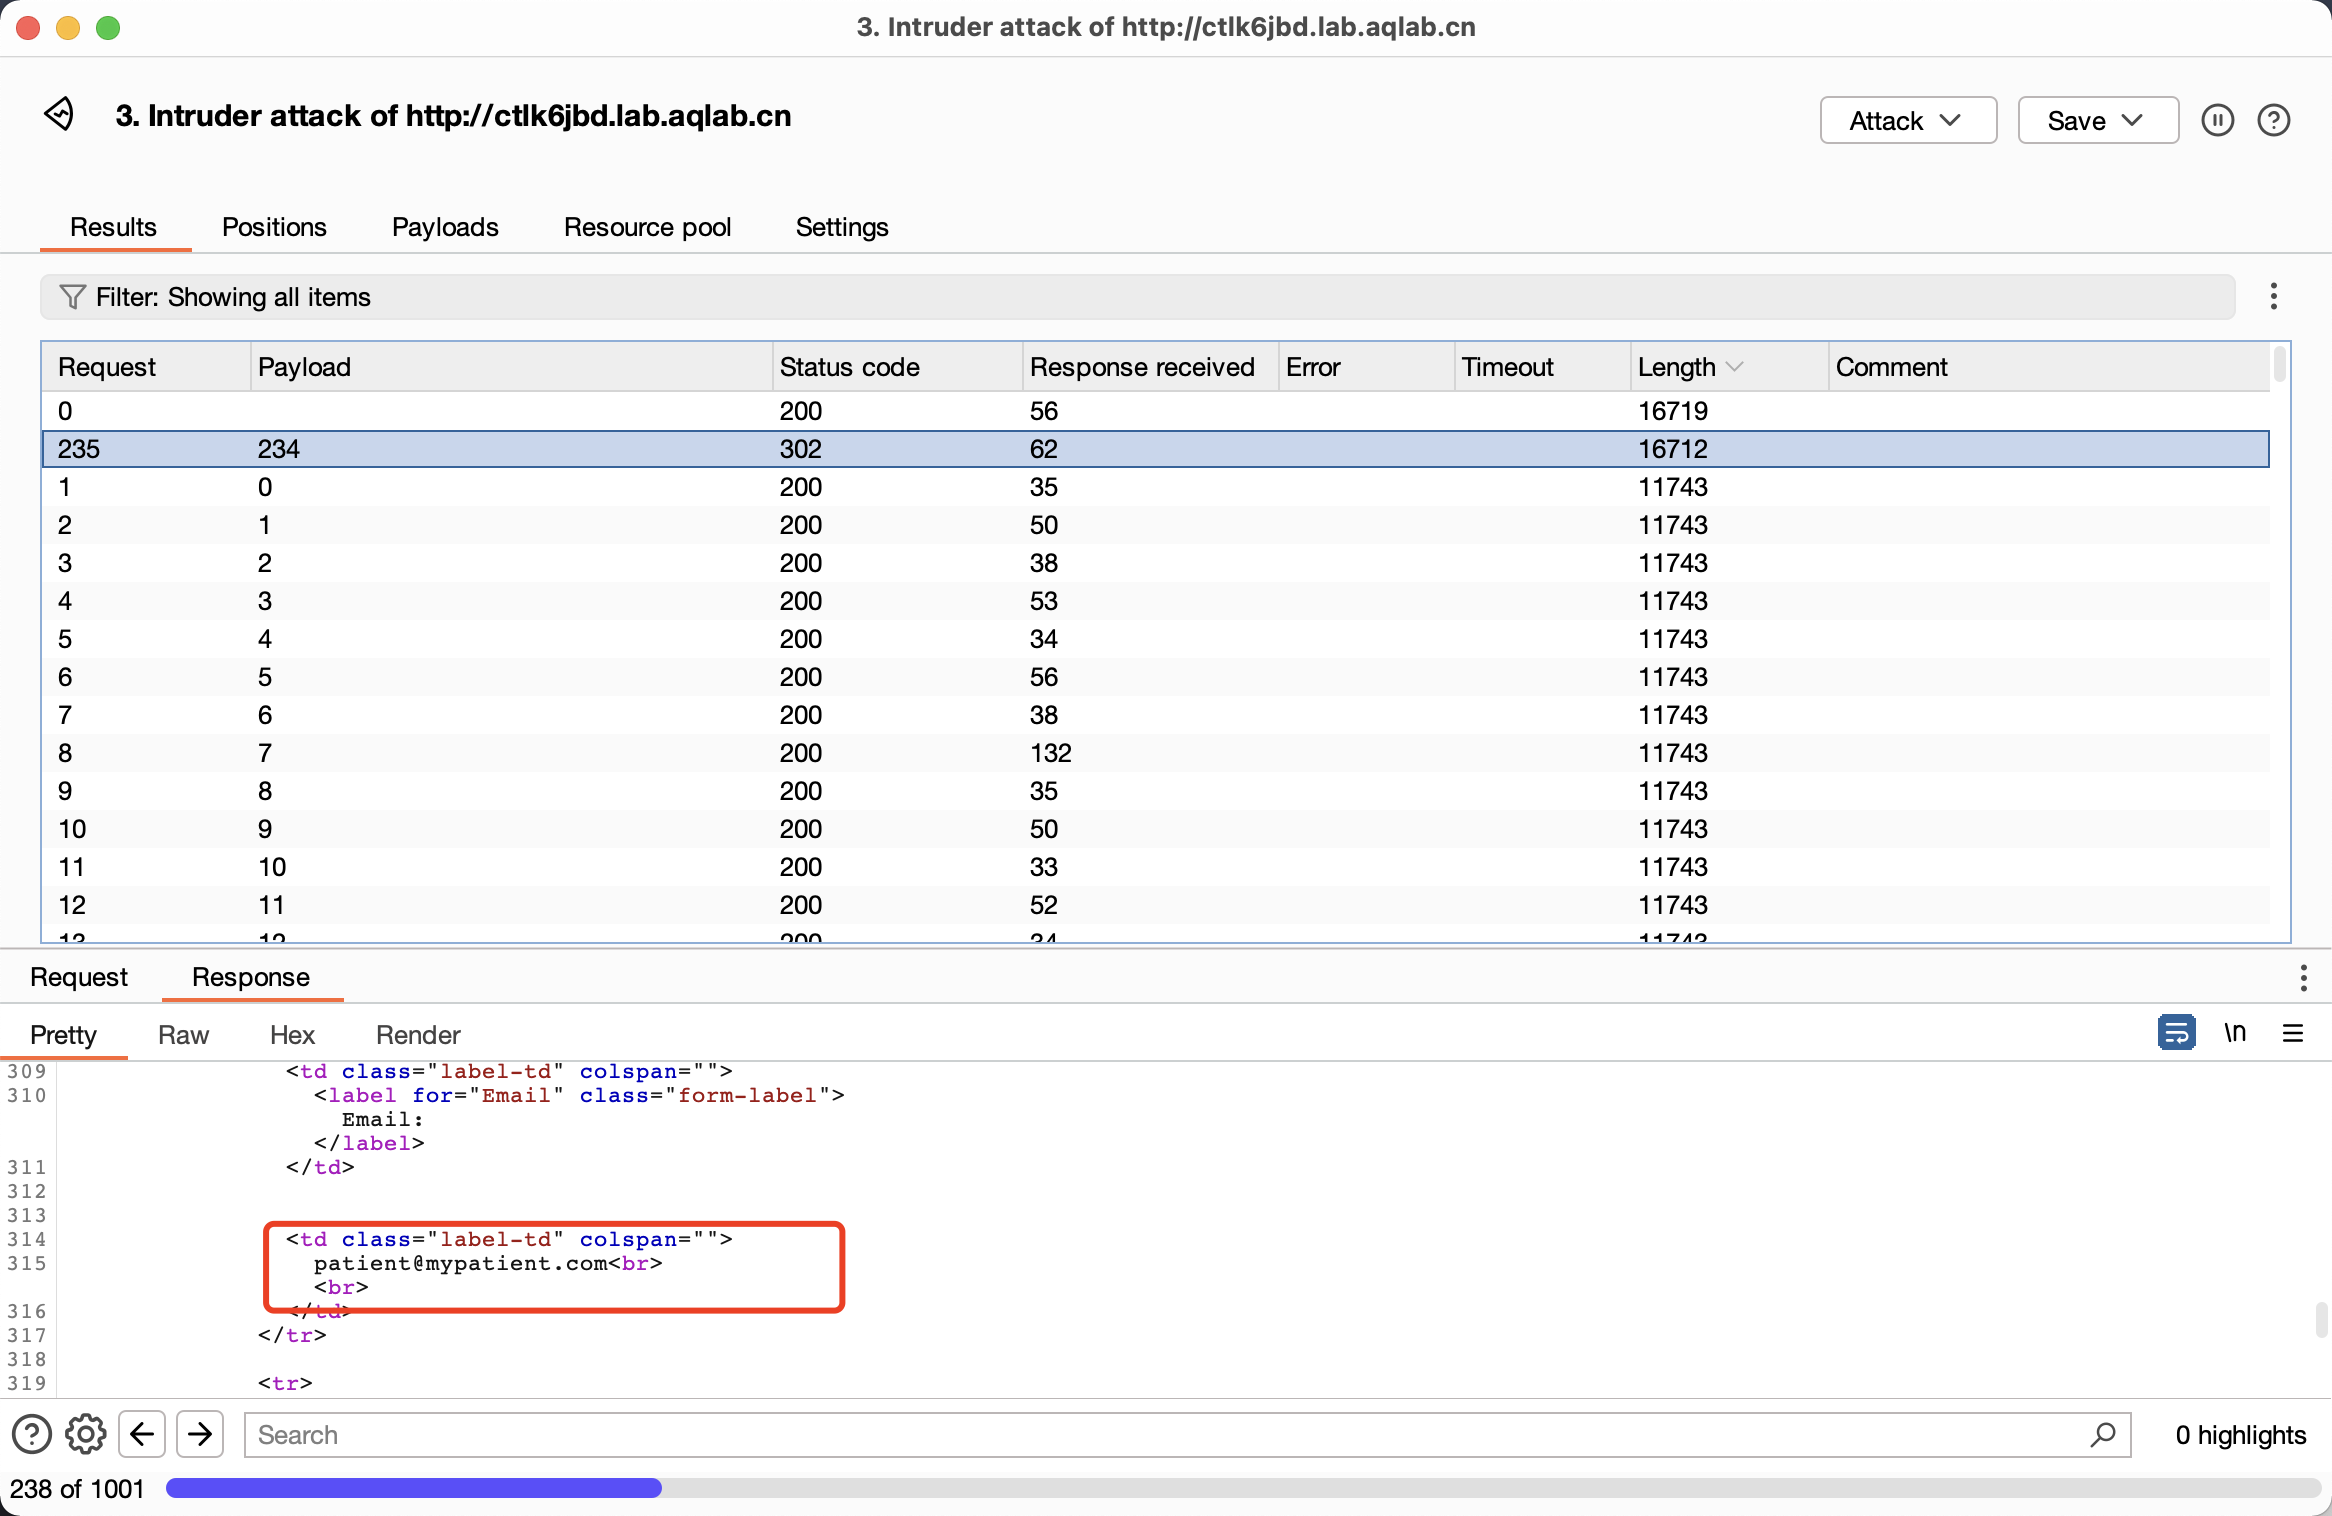 3. Intruder attack of http://ctlk6jbd.lab.aqlab.cn
3. Intruder attack of http://ctlk6jbd.lab.aqlab.cn
Attack Save
Results Positions Payloads Resource pool Settings
Filter: Showing all items
Request Payload Status code Response received Error Timeout Length Comment
0 200 56 16719
235 234 302 62 16712
1 0 200 35 11743
2 1 200 50 11743
3 2 200 38 11743
4 3 200 53 11743
5 4 200 34 11743
6 5 200 56 11743
7 6 200 38 11743
8 7 200 132 11743
9 8 200 35 11743
10 9 200 50 11743
11 10 200 33 11743
12 11 200 52 11743
13 12 200 34 11743
Request Response
Pretty Raw Hex Render \n
309 <td class="label-td" colspan="">
310 <label for="Email" class="form-label">
Email:
</label>
311 </td>
312
313
314 <td class="label-td" colspan="">
315 patient@mypatient.com<br>
<br>
316 </td>
317 </tr>
318
319 <tr>
Search 0 highlights
238 of 1001